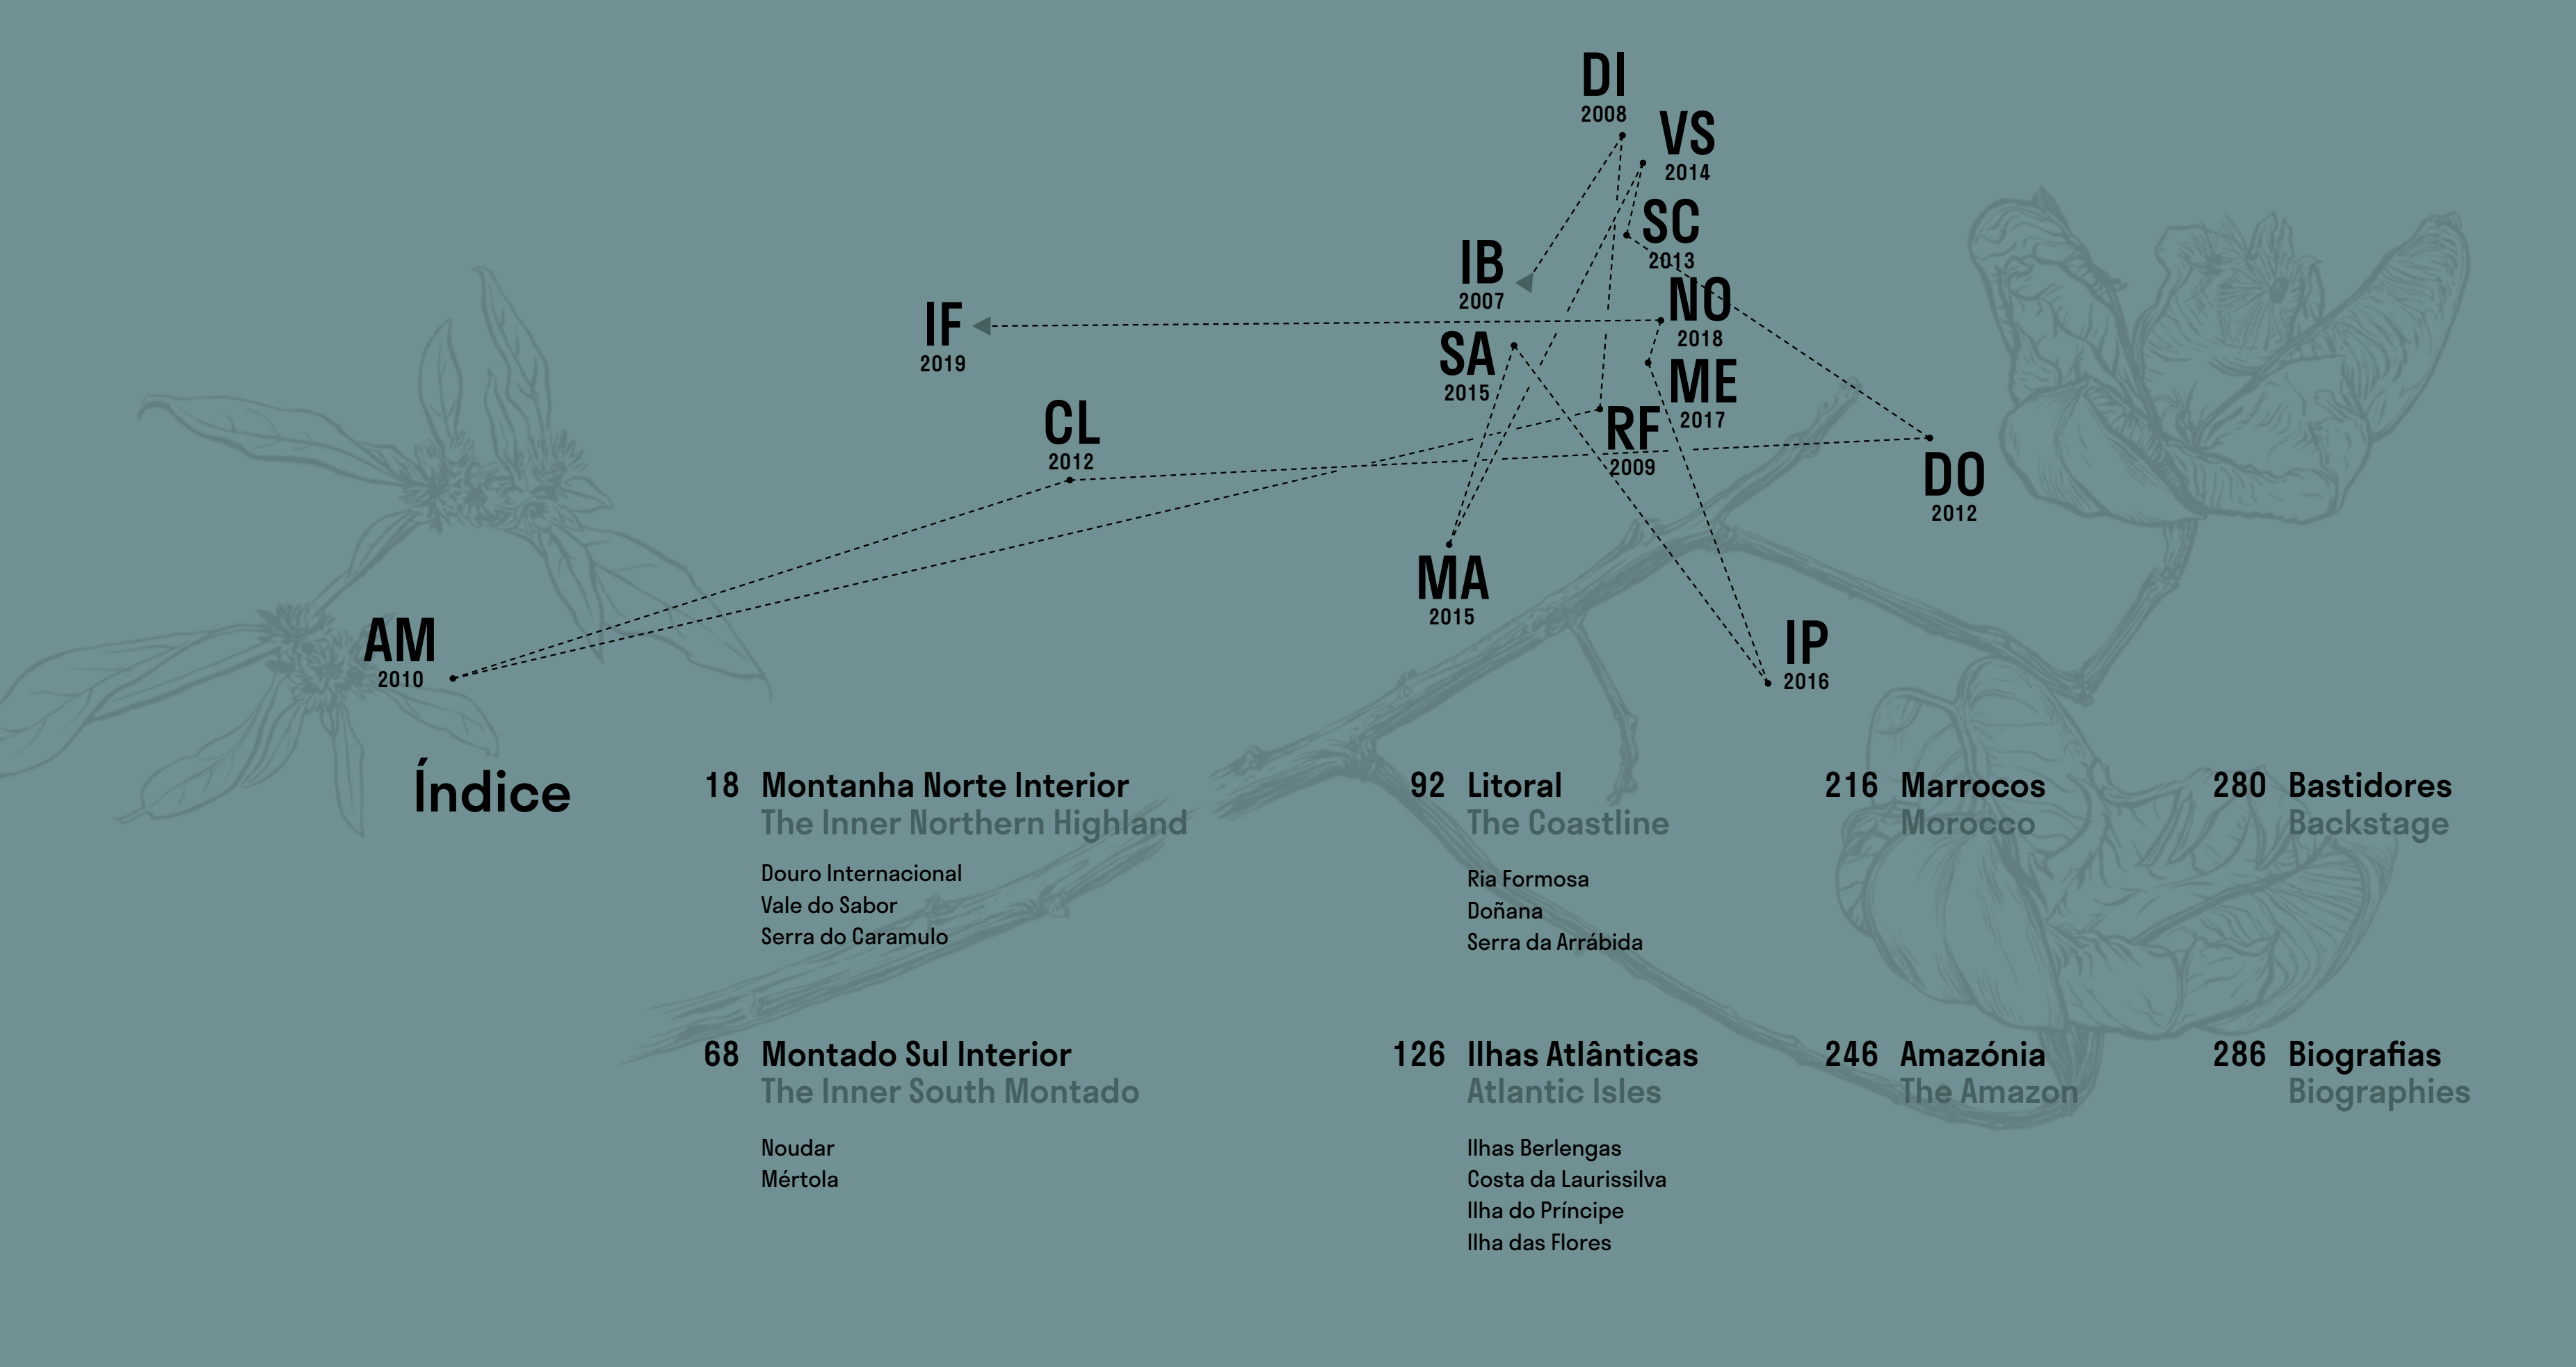 DI
2008
VS
2014
SC
2013
IB
2007
NO
2018
IF
2019
SA
2015
ME
2017
CL
2012
RF
2009
DO
2012
MA
2015
AM
2010
IP
2016
Índice
18 Montanha Norte Interior
The Inner Northern Highland
Douro Internacional
Vale do Sabor
Serra do Caramulo
68 Montado Sul Interior
The Inner South Montado
Noudar
Mértola
92 Litoral
The Coastline
Ria Formosa
Doñana
Serra da Arrábida
126 Ilhas Atlânticas
Atlantic Isles
Ilhas Berlengas
Costa da Laurissilva
Ilha do Príncipe
Ilha das Flores
216 Marrocos
Morocco
246 Amazónia
The Amazon
280 Bastidores
Backstage
286 Biografias
Biographies